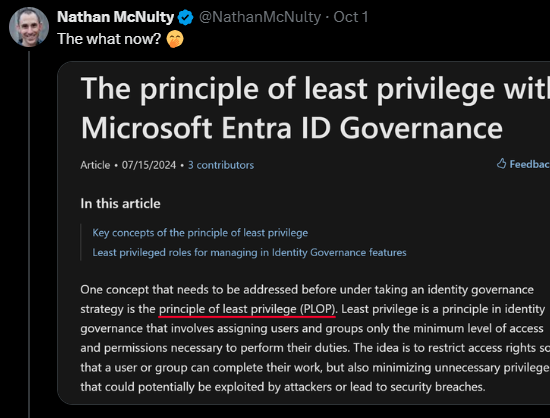 Nathan McNulty @NathanMcNulty · Oct 1
The what now? 🤭
The principle of least privilege with
Microsoft Entra ID Governance
Article • 07/15/2024 • 3 contributors
Feedbac
In this article
Key concepts of the principle of least privilege
Least privileged roles for managing in Identity Governance features
One concept that needs to be addressed before under taking an identity governance
strategy is the principle of least privilege (PLOP). Least privilege is a principle in identity
governance that involves assigning users and groups only the minimum level of access
and permissions necessary to perform their duties. The idea is to restrict access rights so
that a user or group can complete their work, but also minimizing unnecessary privilege
that could potentially be exploited by attackers or lead to security breaches.